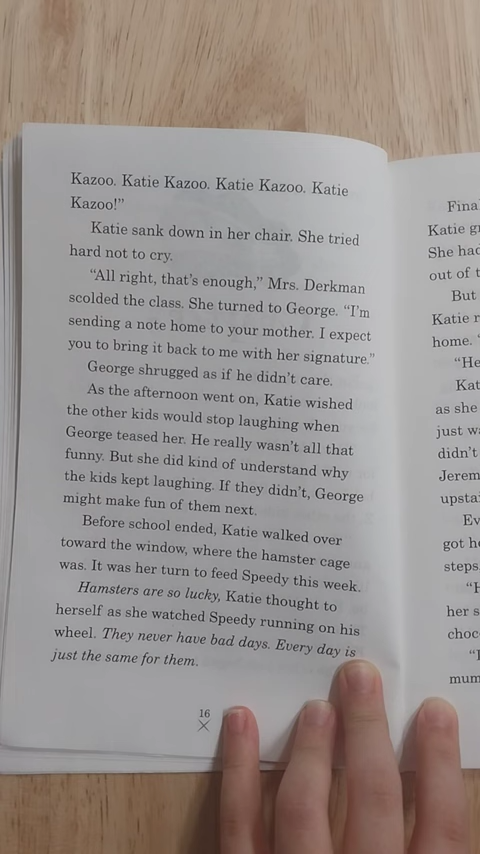 Kazoo. Katie Kazoo. Katie Kazoo. Katie
Kazoo!”
Katie sank down in her chair. She tried
hard not to cry.
“All right, that’s enough,” Mrs. Derkman
scolded the class. She turned to George. “I’m
sending a note home to your mother. I expect
you to bring it back to me with her signature.”
George shrugged as if he didn’t care.
As the afternoon went on, Katie wished
the other kids would stop laughing when
George teased her. He really wasn’t all that
funny. But she did kind of understand why
the kids kept laughing. If they didn’t, George
might make fun of them next.
Before school ended, Katie walked over
toward the window, where the hamster cage
was. It was her turn to feed Speedy this week.
Hamsters are so lucky, Katie thought to
herself as she watched Speedy running on his
wheel. They never have bad days. Every day is
just the same for them.
16
Katie
She had
out of
But
Katie
home.
as she
just
didn’t
got
steps
her